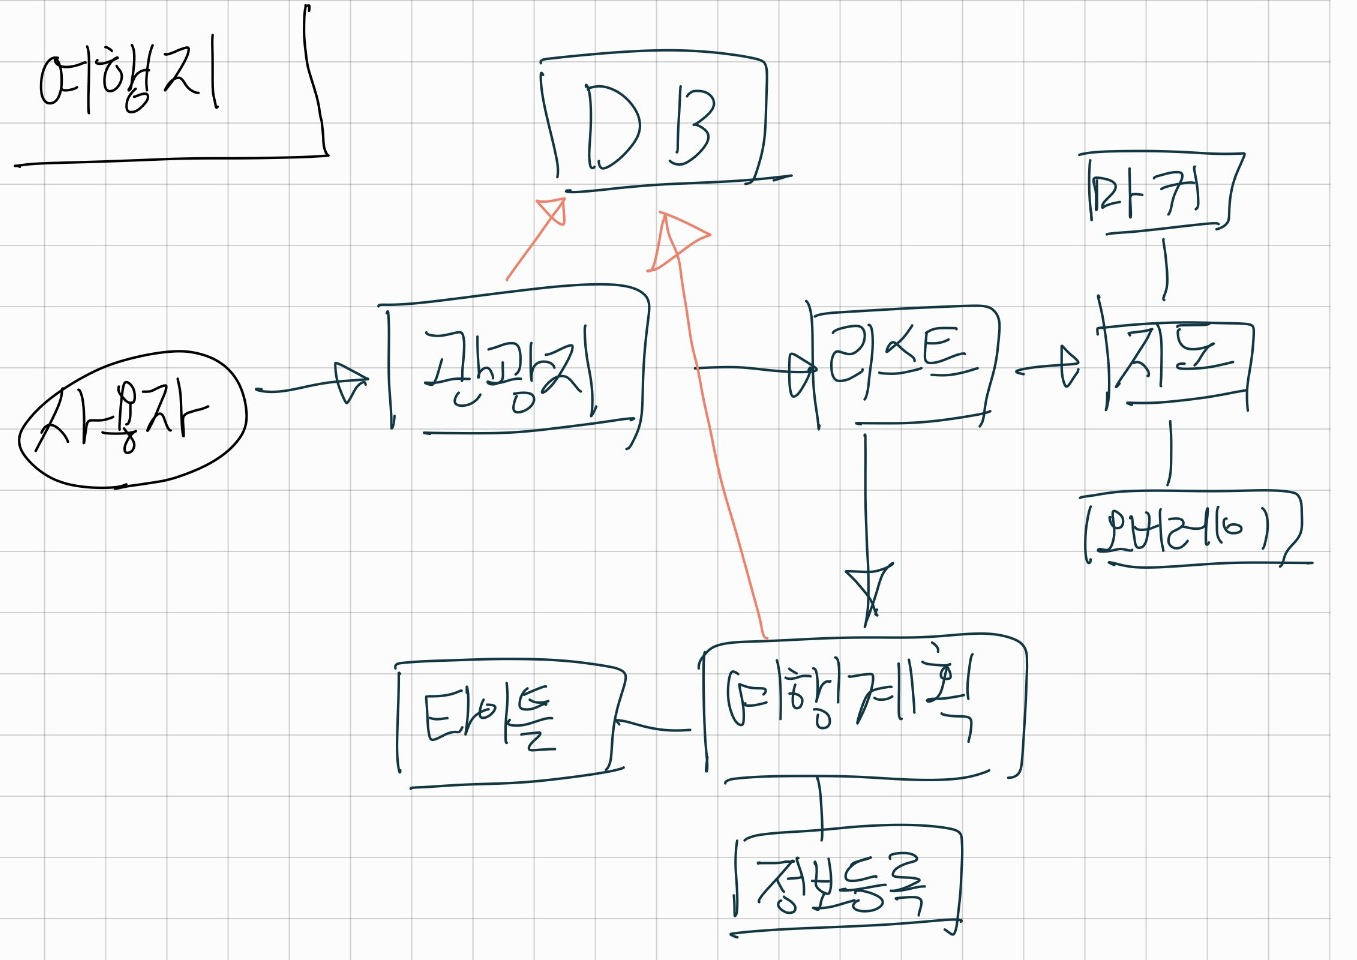 여행지
DB
마커
사용자
관광지
리스트
지도
오버레이
타이틀
여행계획
정보등록